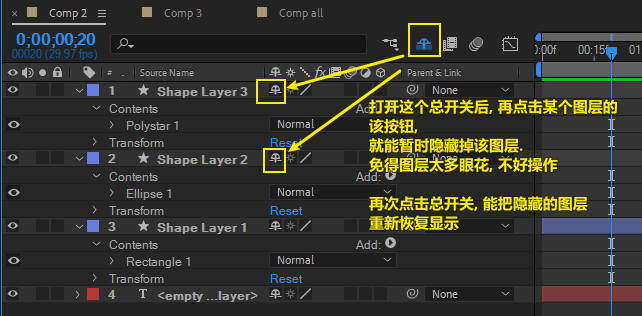 Comp 2
Comp 3
Comp all
0;00;00;20
00020 (29.97 fps)
:00f
00:15f
# .
Source Name
Parent & Link
1
Shape Layer 3
None
Contents
Add:
Polystar 1
Normal
Transform
Reset
2
Shape Layer 2
None
Contents
Add:
Ellipse 1
Normal
Transform
Reset
3
Shape Layer 1
None
Contents
Add:
Rectangle 1
Normal
Transform
Reset
4
T
<empty ...layer>
None
打开这个总开关后, 再点击某个图层的
该按钮,
就能暂时隐藏掉该图层.
免得图层太多眼花, 不好操作
再次点击总开关, 能把隐藏的图层
重新恢复显示